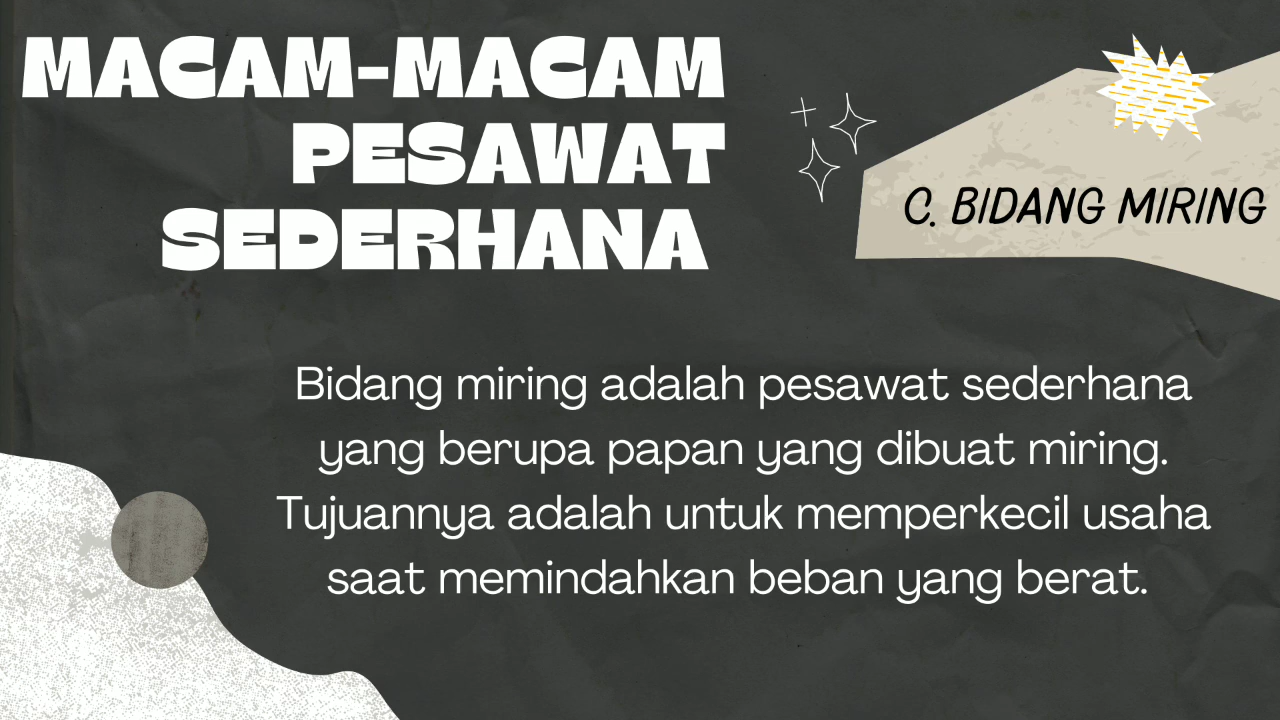 MACAM-MACAM
PESAWAT
SEDERHANA
C. BIDANG MIRING
Bidang miring adalah pesawat sederhana
yang berupa papan yang dibuat miring.
Tujuannya adalah untuk memperkecil usaha
saat memindahkan beban yang berat.